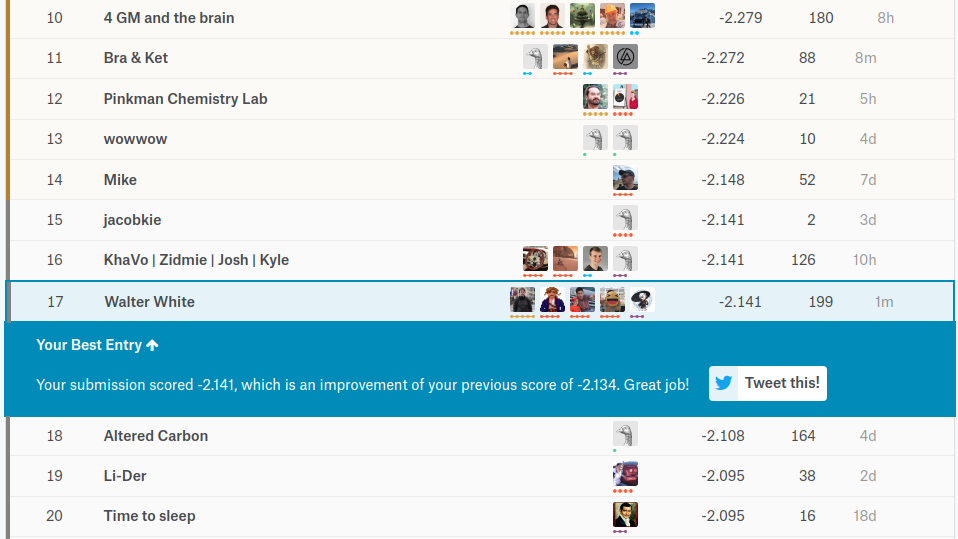 10 4 GM and the brain -2.279 180 8h
11 Bra & Ket -2.272 88 8m
12 Pinkman Chemistry Lab -2.226 21 5h
13 wowwow -2.224 10 4d
14 Mike -2.148 52 7d
15 jacobkie -2.141 2 3d
16 KhaVo | Zidmie | Josh | Kyle -2.141 126 10h
17 Walter White -2.141 199 1m
Your Best Entry
Your submission scored -2.141, which is an improvement of your previous score of -2.134. Great job! Tweet this!
18 Altered Carbon -2.108 164 4d
19 Li-Der -2.095 38 2d
20 Time to sleep -2.095 16 18d